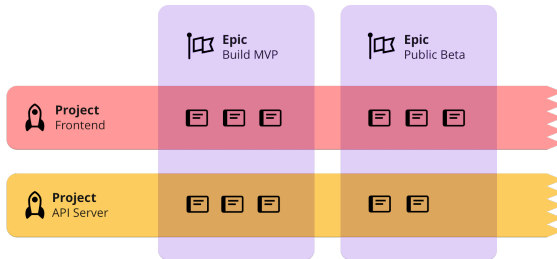 Epic
Build MVP
Epic
Public Beta
Project
Frontend
Project
API Server